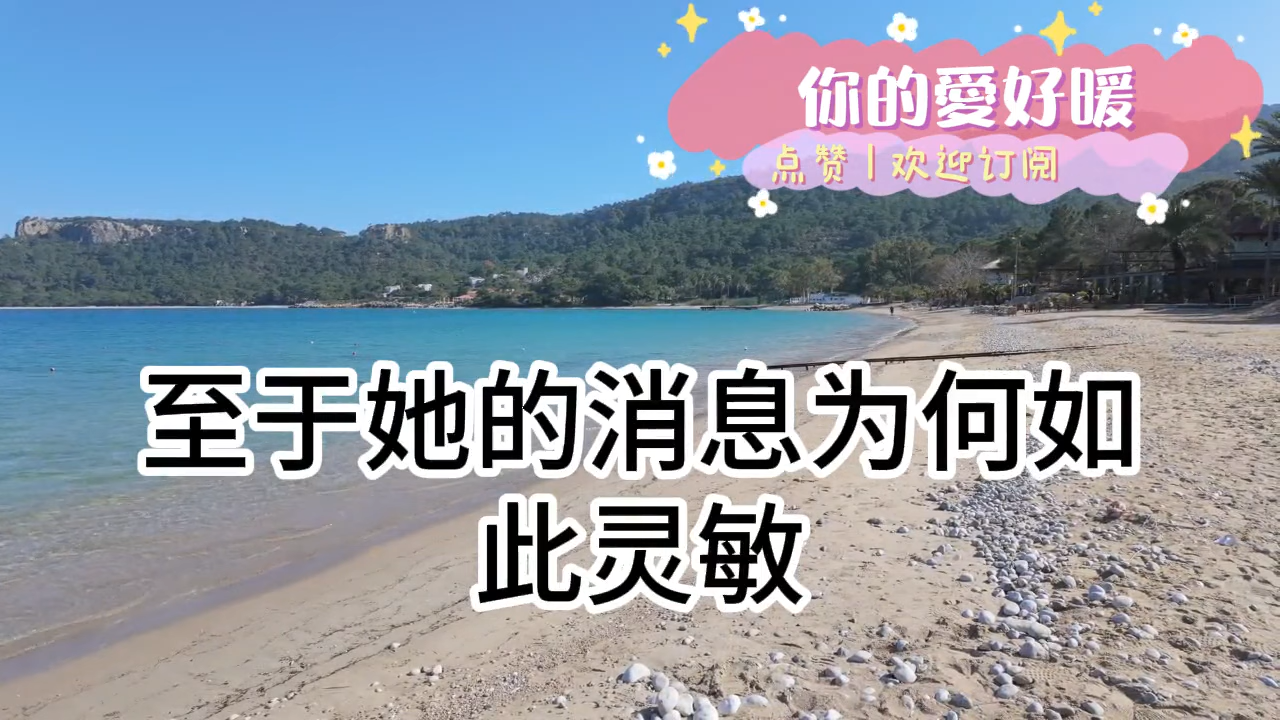 你的愛好暖
点赞 | 欢迎订阅
至于她的消息为何如
此灵敏